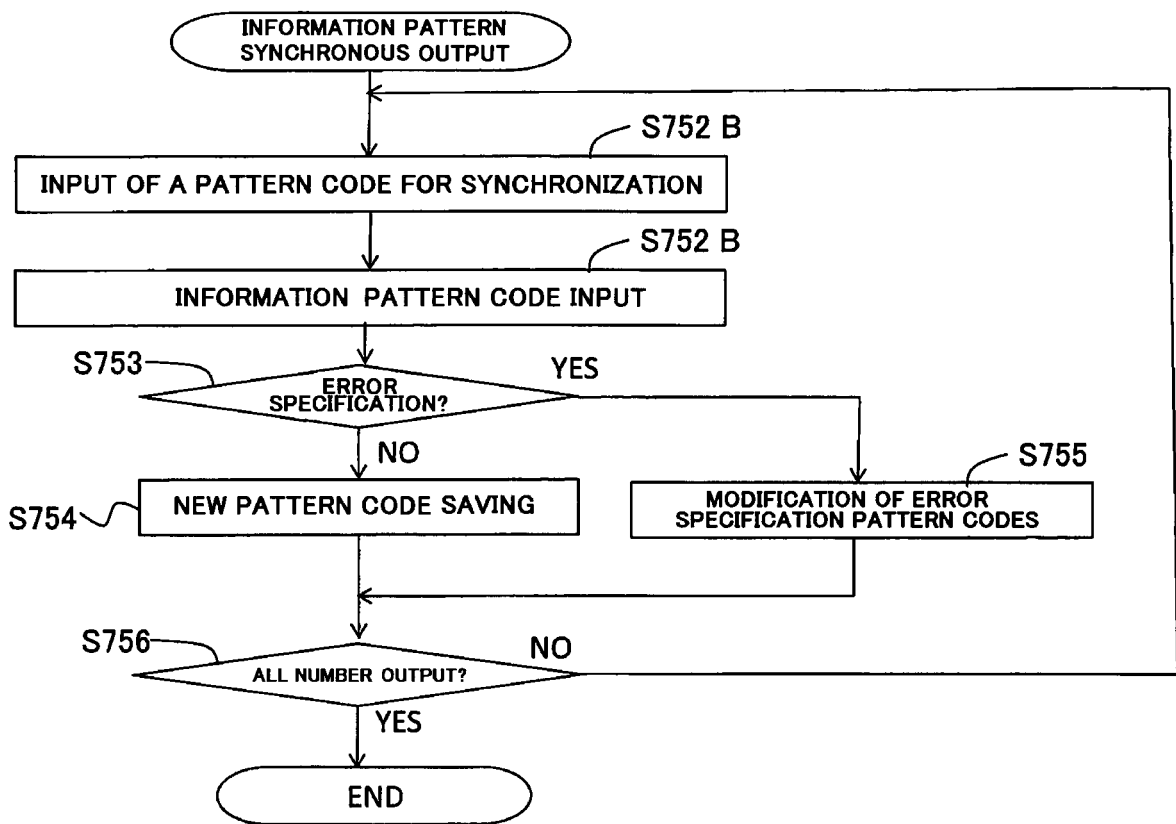 INFORMATION PATTERN
SYNCHRONOUS OUTPUT
S752 B
INPUT OF A PATTERN CODE FOR SYNCHRONIZATION
S752 B
INFORMATION PATTERN CODE INPUT
S753
YES
ERROR
SPECIFICATION?
NO
S755
S754
NEW PATTERN CODE SAVING
MODIFICATION OF ERROR
SPECIFICATION PATTERN CODES
S756
NO
ALL NUMBER OUTPUT?
YES
END